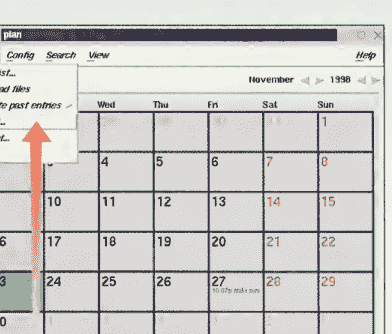 plan
Config Search View Help
ist...
nd files
te past entries
November 1998
Wed Thu Fri Sat Sun
1
4 5 6 7 8
10 11 12 13 14 15
6 17 18 19 20 21 22
3 24 25 26 27 28 29
0